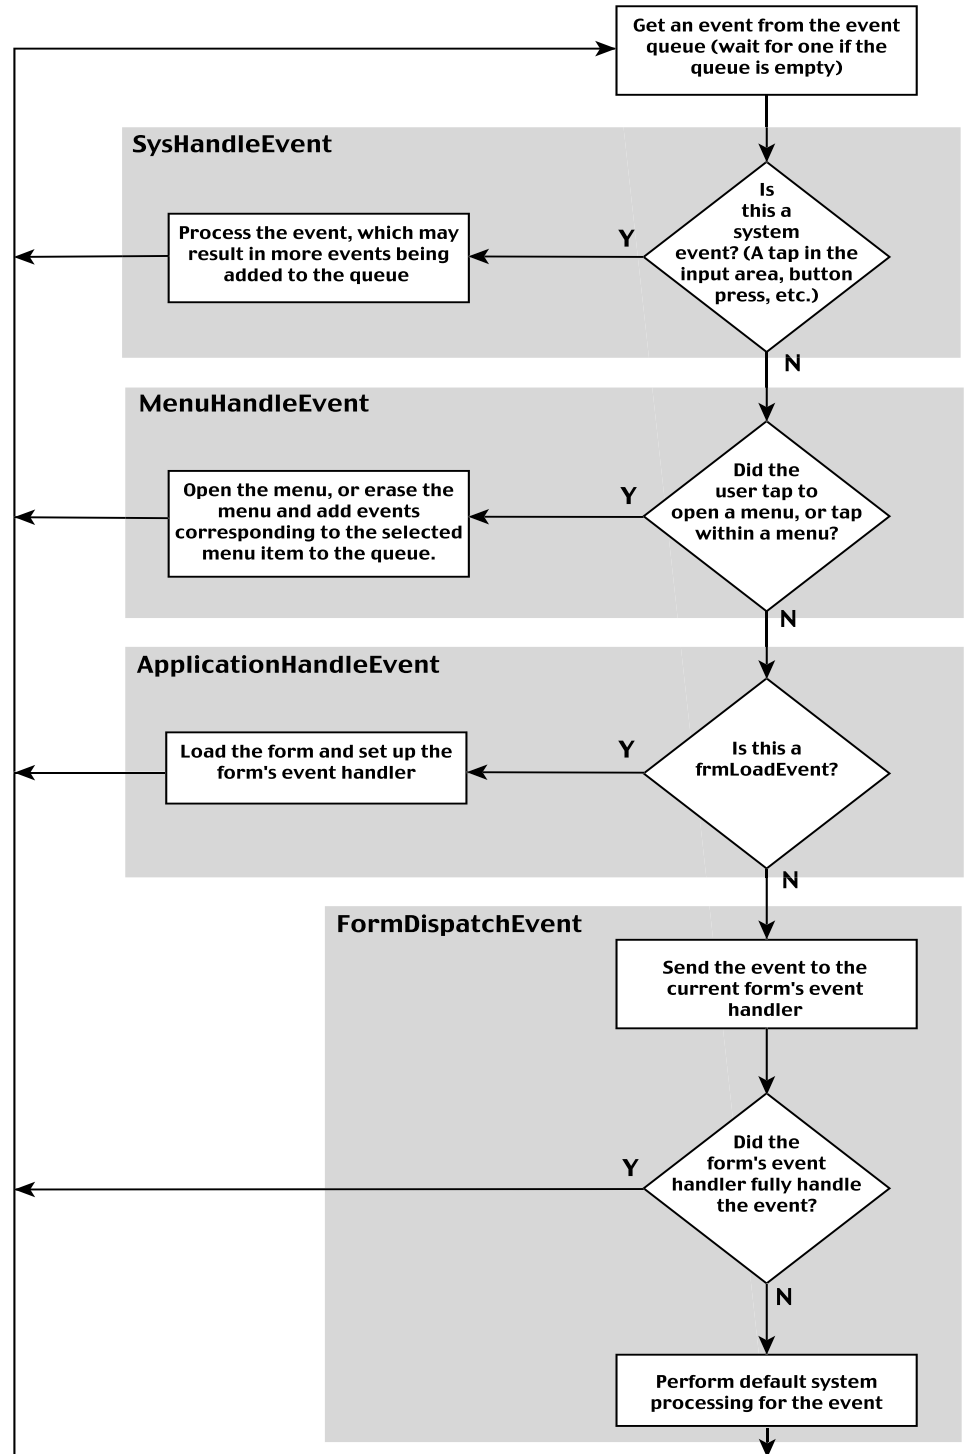 Get an event from the event
queue (wait for one if the
queue is empty)
SysHandleEvent
Is
this a
system
event? (A tap in the
input area, button
press, etc.)
Y
Process the event, which may
result in more events being
added to the queue
N
MenuHandleEvent
Did the
user tap to
open a menu, or tap
within a menu?
Y
Open the menu, or erase the
menu and add events
corresponding to the selected
menu item to the queue.
N
ApplicationHandleEvent
Is this a
frmLoadEvent?
Y
Load the form and set up the
form's event handler
N
FormDispatchEvent
Send the event to the
current form's event
handler
Did the
form's event
handler fully handle
the event?
Y
N
Perform default system
processing for the event